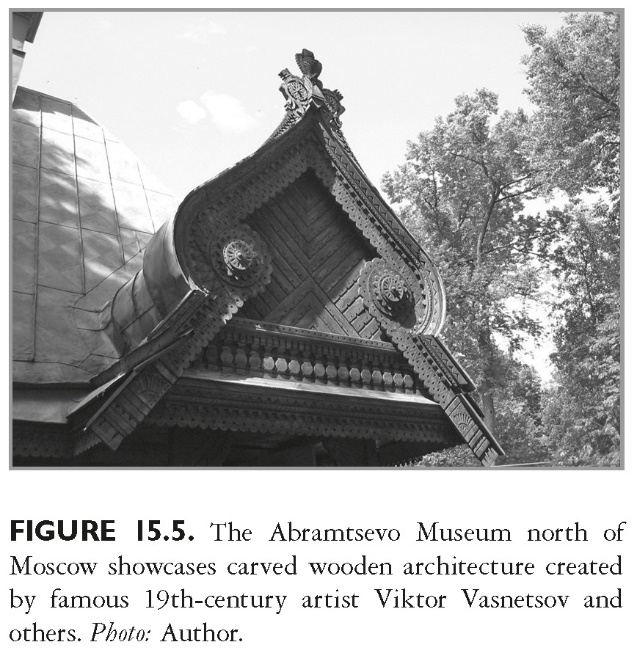 FIGURE 15.5. The Abramtsevo Museum north of
Moscow showcases carved wooden architecture created
by famous 19th-century artist Viktor Vasnetsov and
others. Photo: Author.